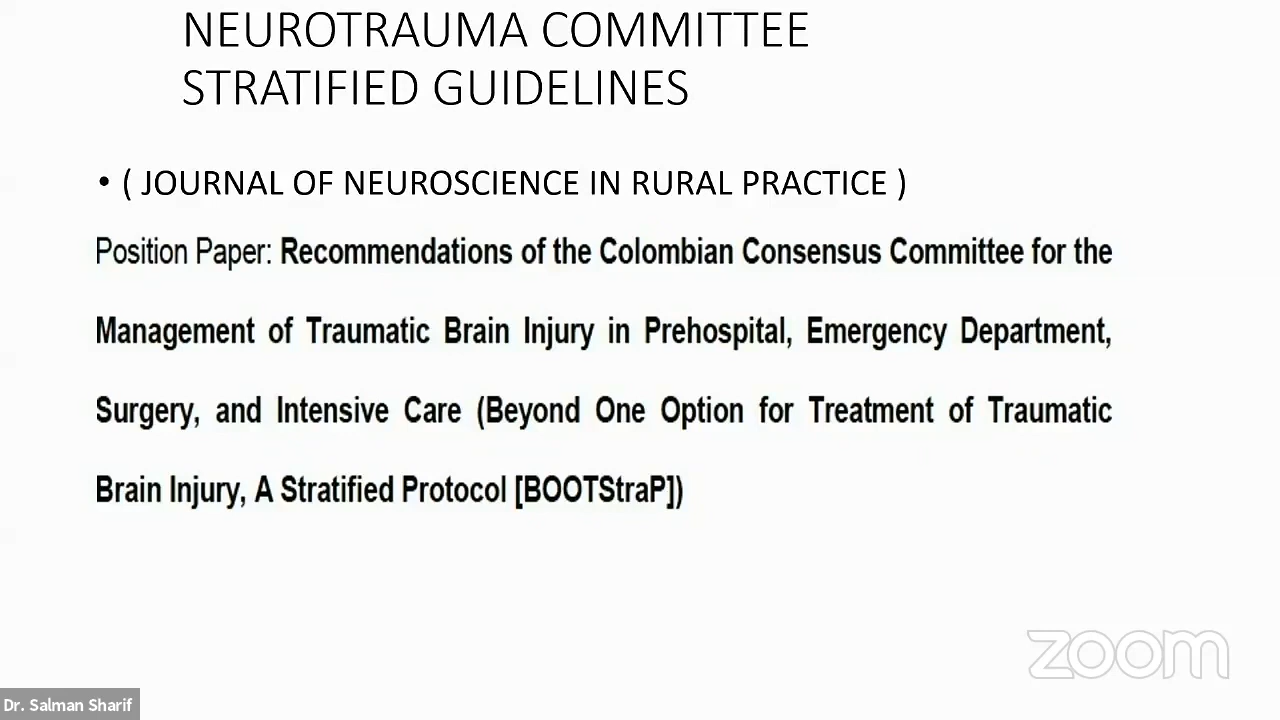 NEUROTRAUMA COMMITTEE
STRATIFIED GUIDELINES
• ( JOURNAL OF NEUROSCIENCE IN RURAL PRACTICE )
Position Paper: Recommendations of the Colombian Consensus Committee for the
Management of Traumatic Brain Injury in Prehospital, Emergency Department,
Surgery, and Intensive Care (Beyond One Option for Treatment of Traumatic
Brain Injury, A Stratified Protocol [BOOTStraP])
zoom
Dr. Salman Sharif